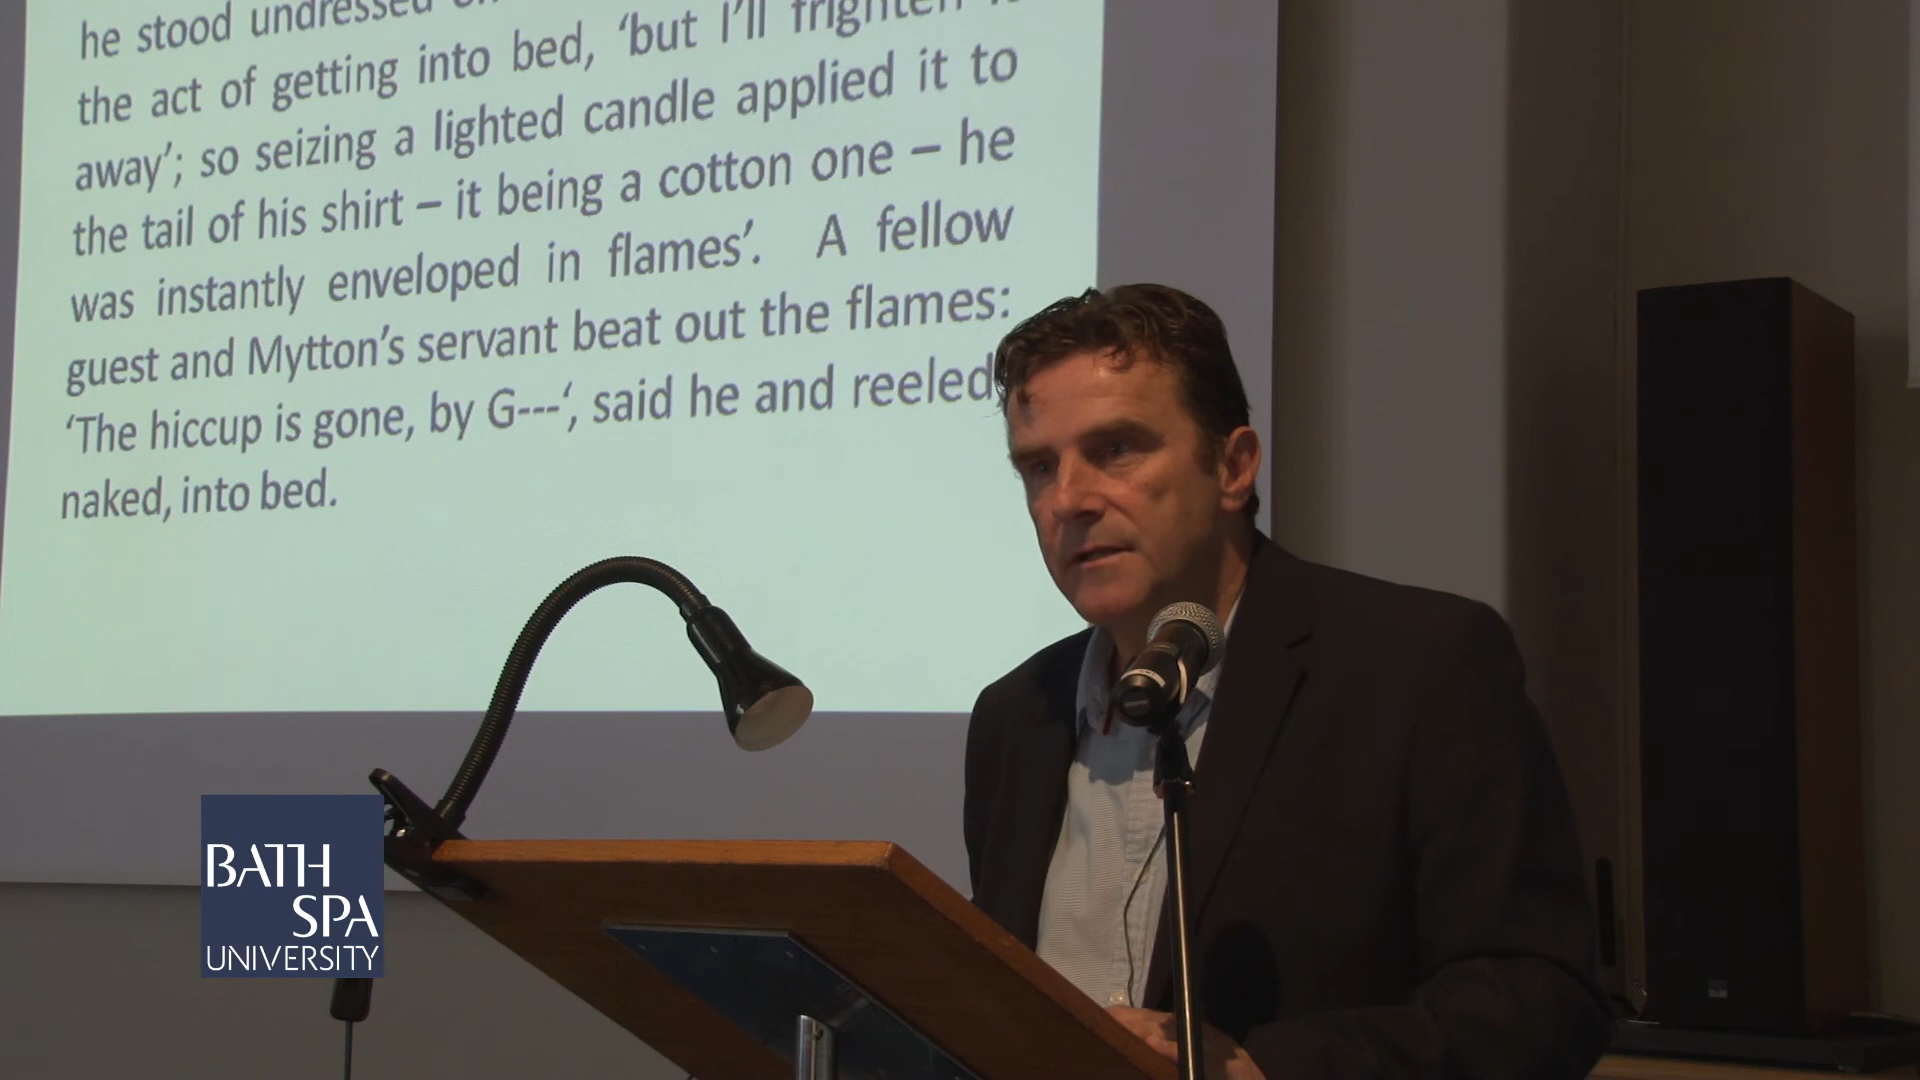 he stood undressed
the act of getting into bed, ‘but I’ll frighten
away’; so seizing a lighted candle applied it to
the tail of his shirt – it being a cotton one – he
was instantly enveloped in flames’. A fellow
guest and Mytton’s servant beat out the flames:
‘The hiccup is gone, by G---‘, said he and reeled,
naked, into bed.
BATH
SPA
UNIVERSITY